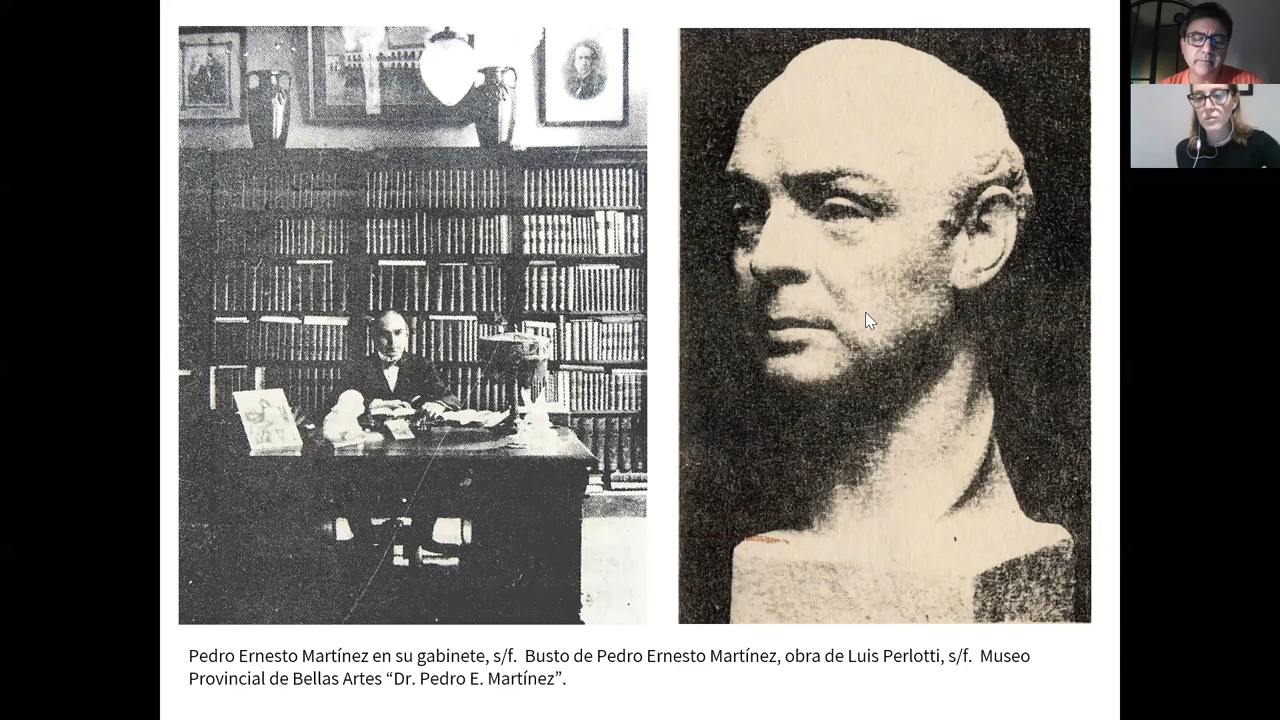 Pedro Ernesto Martínez en su gabinete, s/f.  Busto de Pedro Ernesto Martínez, obra de Luis Perlotti, s/f.  Museo
Provincial de Bellas Artes “Dr. Pedro E. Martínez”.